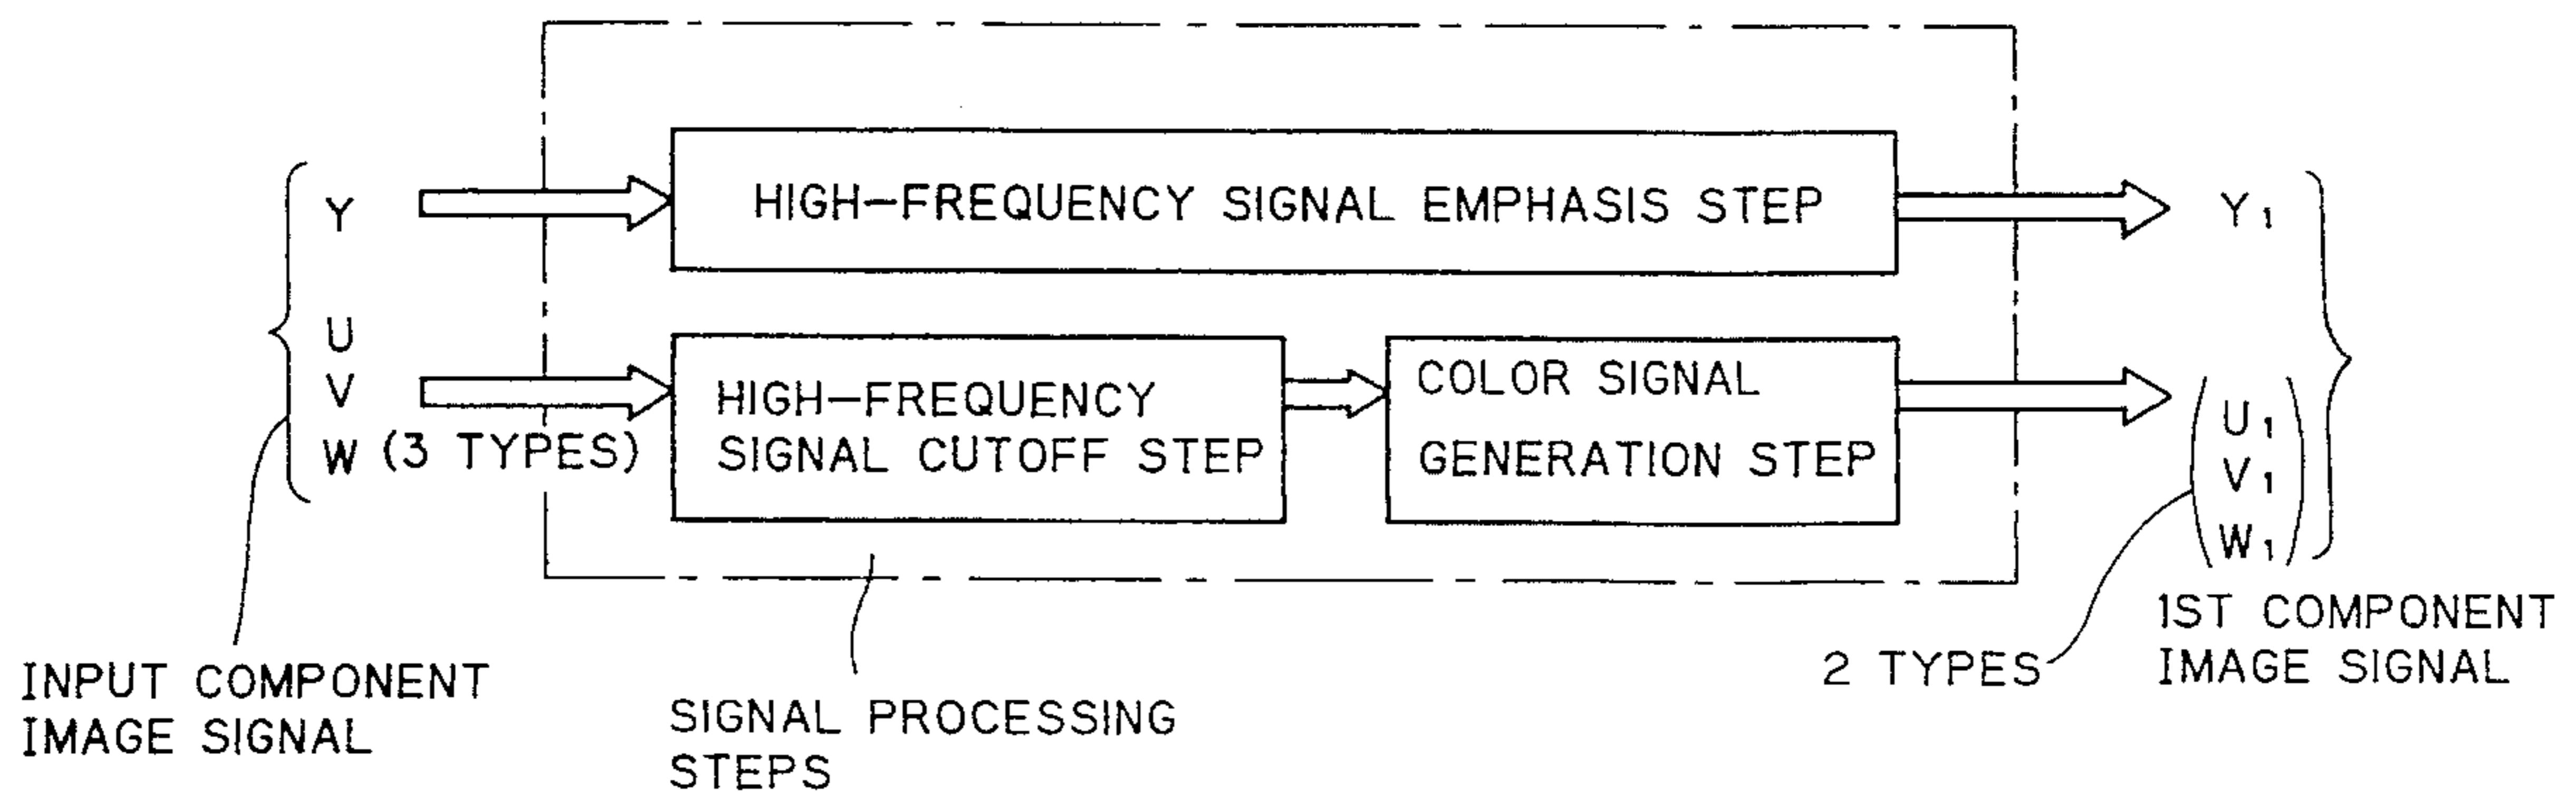 Y
HIGH-FREQUENCY SIGNAL EMPHASIS STEP
Y1
U
V
W (3 TYPES)
HIGH-FREQUENCY
SIGNAL CUTOFF STEP
COLOR SIGNAL
GENERATION STEP
U1
V1
W1
INPUT COMPONENT
IMAGE SIGNAL
SIGNAL PROCESSING
STEPS
2 TYPES
1ST COMPONENT
IMAGE SIGNAL